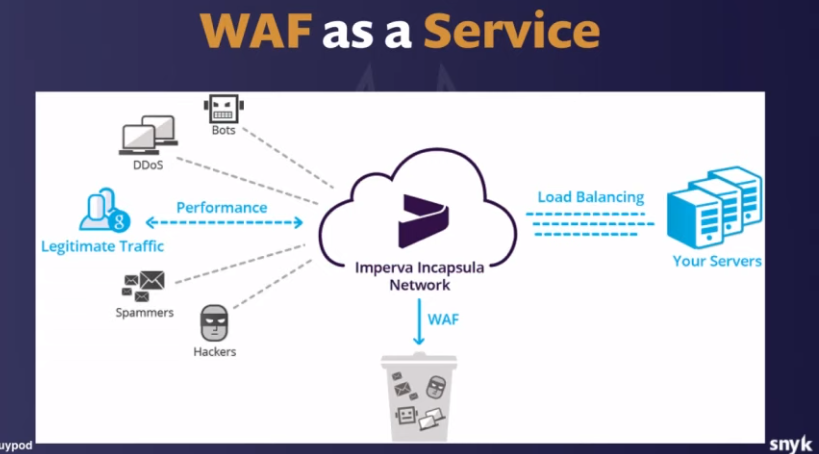 WAF as a Service
Bots
DDoS
Performance
Load Balancing
Legitimate Traffic
8
Imperva Incapsula
Network
Your Servers
Spammers
WAF
Hackers
uypod
snyk